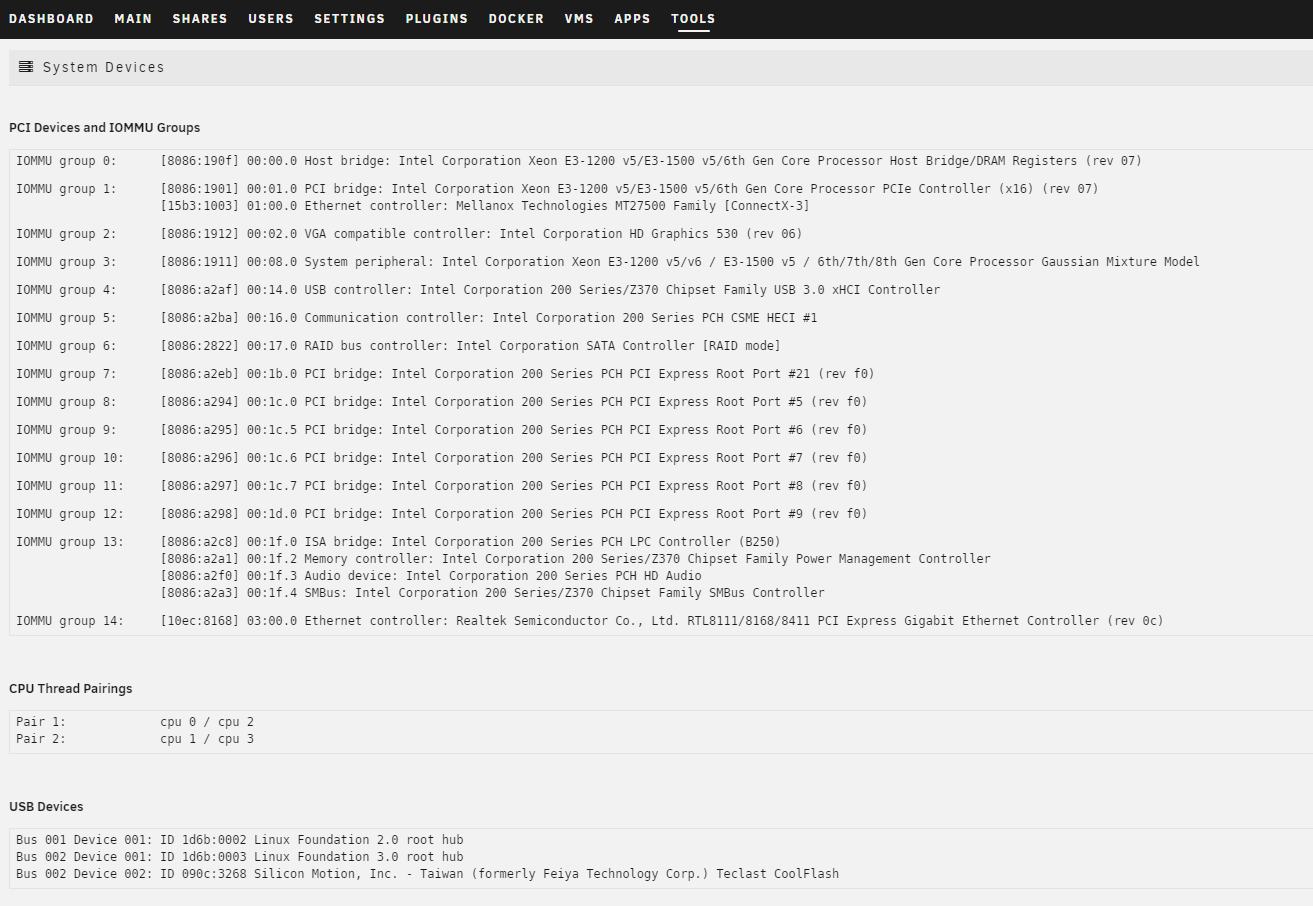 DASHBOARD MAIN SHARES USERS SETTINGS PLUGINS DOCKER VMS APPS TOOLS
System Devices
PCI Devices and IOMMU Groups
IOMMU group 0: [8086:190f] 00:00.0 Host bridge: Intel Corporation Xeon E3-1200 v5/E3-1500 v5/6th Gen Core Processor Host Bridge/DRAM Registers (rev 07)
IOMMU group 1: [8086:1901] 00:01.0 PCI bridge: Intel Corporation Xeon E3-1200 v5/E3-1500 v5/6th Gen Core Processor PCIe Controller (x16) (rev 07)
[15b3:1003] 01:00.0 Ethernet controller: Mellanox Technologies MT27500 Family [ConnectX-3]
IOMMU group 2: [8086:1912] 00:02.0 VGA compatible controller: Intel Corporation HD Graphics 530 (rev 06)
IOMMU group 3: [8086:1911] 00:08.0 System peripheral: Intel Corporation Xeon E3-1200 v5/v6 / E3-1500 v5 / 6th/7th/8th Gen Core Processor Gaussian Mixture Model
IOMMU group 4: [8086:a2af] 00:14.0 USB controller: Intel Corporation 200 Series/Z370 Chipset Family USB 3.0 xHCI Controller
IOMMU group 5: [8086:a2ba] 00:16.0 Communication controller: Intel Corporation 200 Series PCH CSME HECI #1
IOMMU group 6: [8086:2822] 00:17.0 RAID bus controller: Intel Corporation SATA Controller [RAID mode]
IOMMU group 7: [8086:a2eb] 00:1b.0 PCI bridge: Intel Corporation 200 Series PCH PCI Express Root Port #21 (rev f0)
IOMMU group 8: [8086:a294] 00:1c.0 PCI bridge: Intel Corporation 200 Series PCH PCI Express Root Port #5 (rev f0)
IOMMU group 9: [8086:a295] 00:1c.5 PCI bridge: Intel Corporation 200 Series PCH PCI Express Root Port #6 (rev f0)
IOMMU group 10: [8086:a296] 00:1c.6 PCI bridge: Intel Corporation 200 Series PCH PCI Express Root Port #7 (rev f0)
IOMMU group 11: [8086:a297] 00:1c.7 PCI bridge: Intel Corporation 200 Series PCH PCI Express Root Port #8 (rev f0)
IOMMU group 12: [8086:a298] 00:1d.0 PCI bridge: Intel Corporation 200 Series PCH PCI Express Root Port #9 (rev f0)
IOMMU group 13: [8086:a2c8] 00:1f.0 ISA bridge: Intel Corporation 200 Series PCH LPC Controller (B250)
[8086:a2a1] 00:1f.2 Memory controller: Intel Corporation 200 Series/Z370 Chipset Family Power Management Controller
[8086:a2f0] 00:1f.3 Audio device: Intel Corporation 200 Series PCH HD Audio
[8086:a2a3] 00:1f.4 SMBus: Intel Corporation 200 Series/Z370 Chipset Family SMBus Controller
IOMMU group 14: [10ec:8168] 03:00.0 Ethernet controller: Realtek Semiconductor Co., Ltd. RTL8111/8168/8411 PCI Express Gigabit Ethernet Controller (rev 0c)
CPU Thread Pairings
Pair 1: cpu 0 / cpu 2
Pair 2: cpu 1 / cpu 3
USB Devices
Bus 001 Device 001: ID 1d6b:0002 Linux Foundation 2.0 root hub
Bus 002 Device 001: ID 1d6b:0003 Linux Foundation 3.0 root hub
Bus 002 Device 002: ID 090c:3268 Silicon Motion, Inc. - Taiwan (formerly Feiya Technology Corp.) Teclast CoolFlash